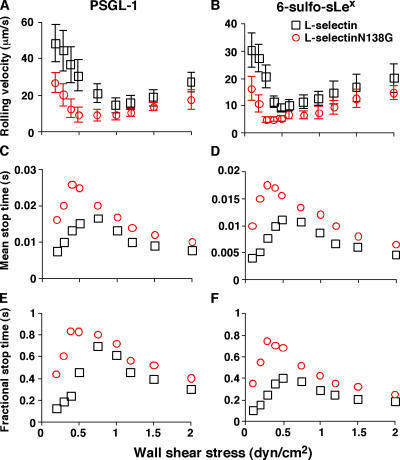 A
PSGL-1
B
6-sulfo-sLeˣ
L-selectin
L-selectinN138G
Rolling velocity (μm/s)
60
50
40
30
20
10
0
40
30
20
10
0
C
Mean stop time (s)
0.03
0.02
0.01
0
D
0.02
0.015
0.01
0.005
0
E
Fractional stop time (s)
1
0.8
0.6
0.4
0.2
0
F
1
0.8
0.6
0.4
0.2
0
0 0.5 1 1.5 2
0 0.5 1 1.5 2
Wall shear stress (dyn/cm²)